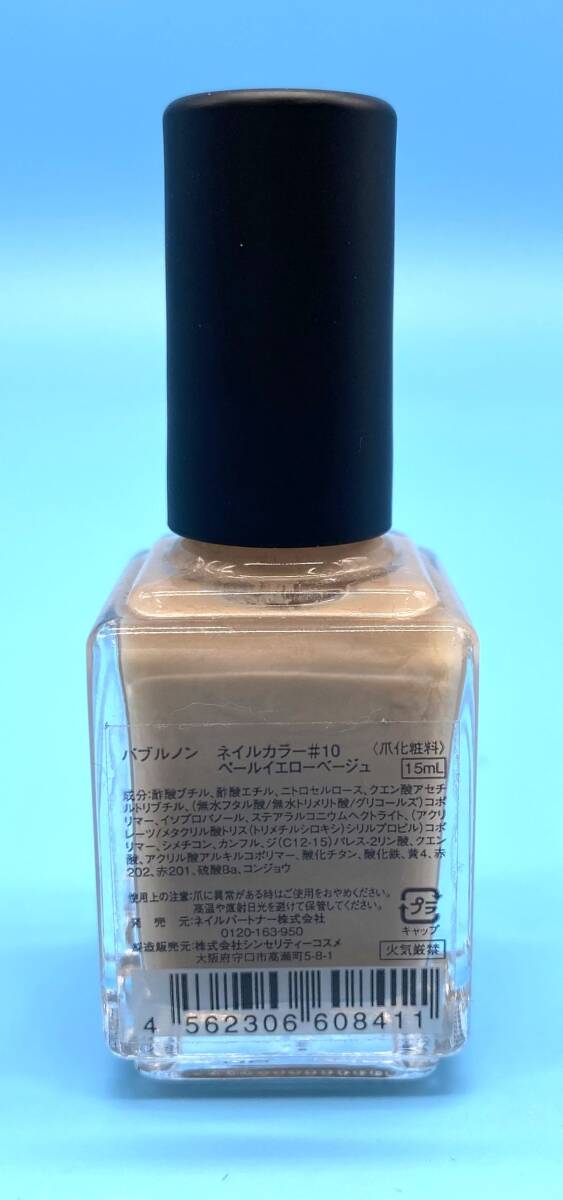 バブルノン　ネイルカラー#10　〈爪化粧料〉
ペールイエローベージュ　15mL
成分:酢酸ブチル、酢酸エチル、ニトロセルロース、クエン酸アセチ
ルトリブチル、(無水フタル酸/無水トリメリト酸/グリコールズ)コポ
リマー、イソプロパノール、ステアラルコニウムヘクトライト、(アクリ
レーツ/メタクリル酸トリス(トリメチルシロキシ)シリルプロピル)コポ
リマー、シメチコン、カンフル、ジ(C12-15)パレス-2リン酸、クエン
酸、アクリル酸アルキルコポリマー、酸化チタン、酸化鉄、黄4、赤
202、赤201、硫酸Ba、コンジョウ
使用上の注意:爪に異常がある時はご使用をおやめください。
高温や直射日光を避けて保管してください。
発　売　元:ネイルパートナー株式会社
0120-163-950
製造販売元:株式会社シンセリティーコスメ
大阪府守口市高瀬町5-8-1
プラ
キャップ
火気厳禁
4 562306 608411